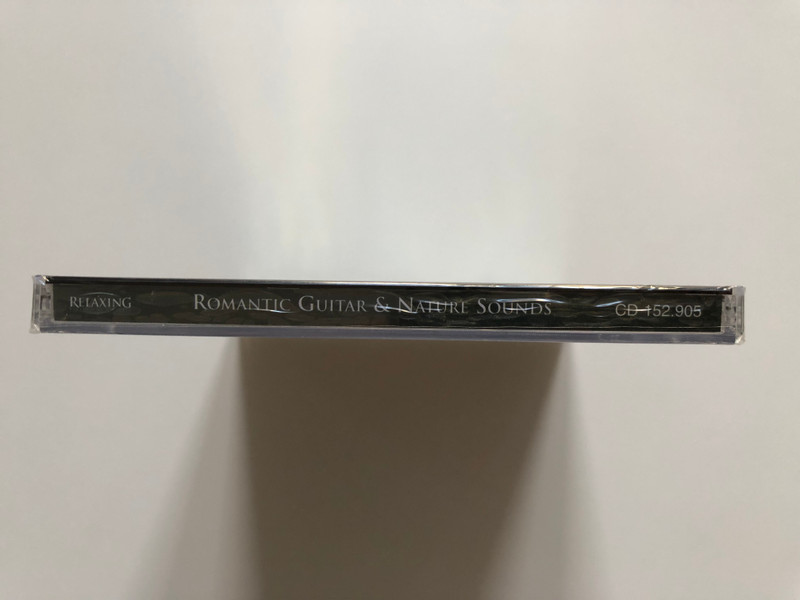 RELAXING ROMANTIC GUITAR & NATURE SOUNDS CD 152.905